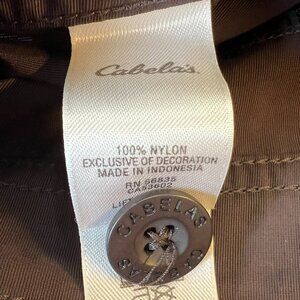 Cabela's.
100% NYLON
EXCLUSIVE OF DECORATION
MADE IN INDONESIA
RN 56835
CA53602
CABELAS